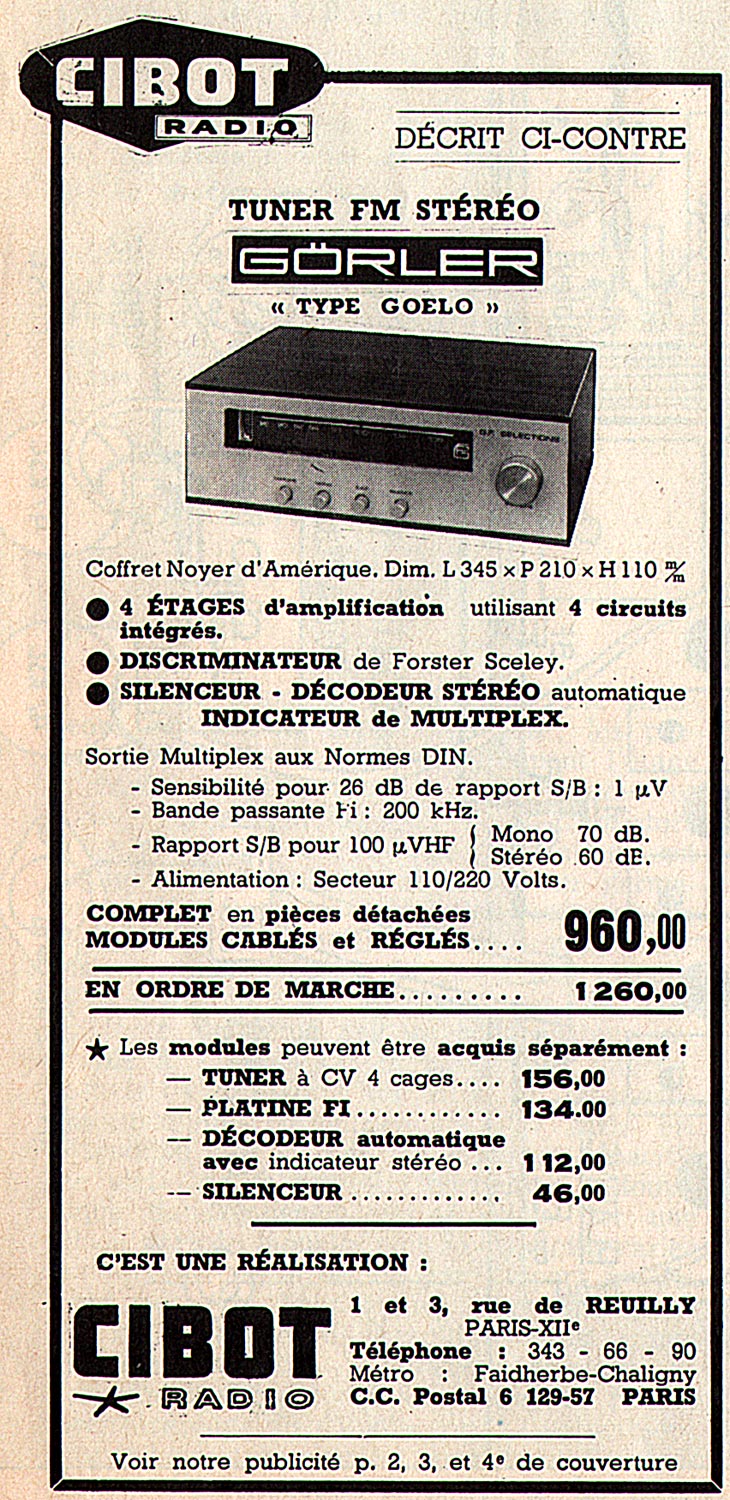 CIBOT
RADIO
DÉCRIT CI-CONTRE
TUNER FM STÉRÉO
GÖRLER
« TYPE GOELO »
G.P. SELECTIONS
Coffret Noyer d'Amérique. Dim. L 345 × P 210 × H 110 m/m
● 4 ÉTAGES d'amplification utilisant 4 circuits
intégrés.
● DISCRIMINATEUR de Forster Sceley.
● SILENCEUR - DÉCODEUR STÉRÉO automatique
INDICATEUR de MULTIPLEX.
Sortie Multiplex aux Normes DIN.
- Sensibilité pour 26 dB de rapport S/B : 1 µV
- Bande passante Fi : 200 kHz.
- Rapport S/B pour 100 µVHF { Mono 70 dB.
Stéréo 60 dB.
- Alimentation : Secteur 110/220 Volts.
COMPLET en pièces détachées
MODULES CABLÉS et RÉGLÉS.... 960,00
EN ORDRE DE MARCHE......... 1 260,00
★ Les modules peuvent être acquis séparément :
— TUNER à CV 4 cages.... 156,00
— PLATINE FI............ 134.00
— DÉCODEUR automatique
avec indicateur stéréo ... 112,00
— SILENCEUR ............. 46,00
C'EST UNE RÉALISATION :
CIBOT
RADIO
1 et 3, rue de REUILLY
PARIS-XIIe
Téléphone : 343 - 66 - 90
Métro : Faidherbe-Chaligny
C.C. Postal 6 129-57 PARIS
Voir notre publicité p. 2, 3, et 4e de couverture